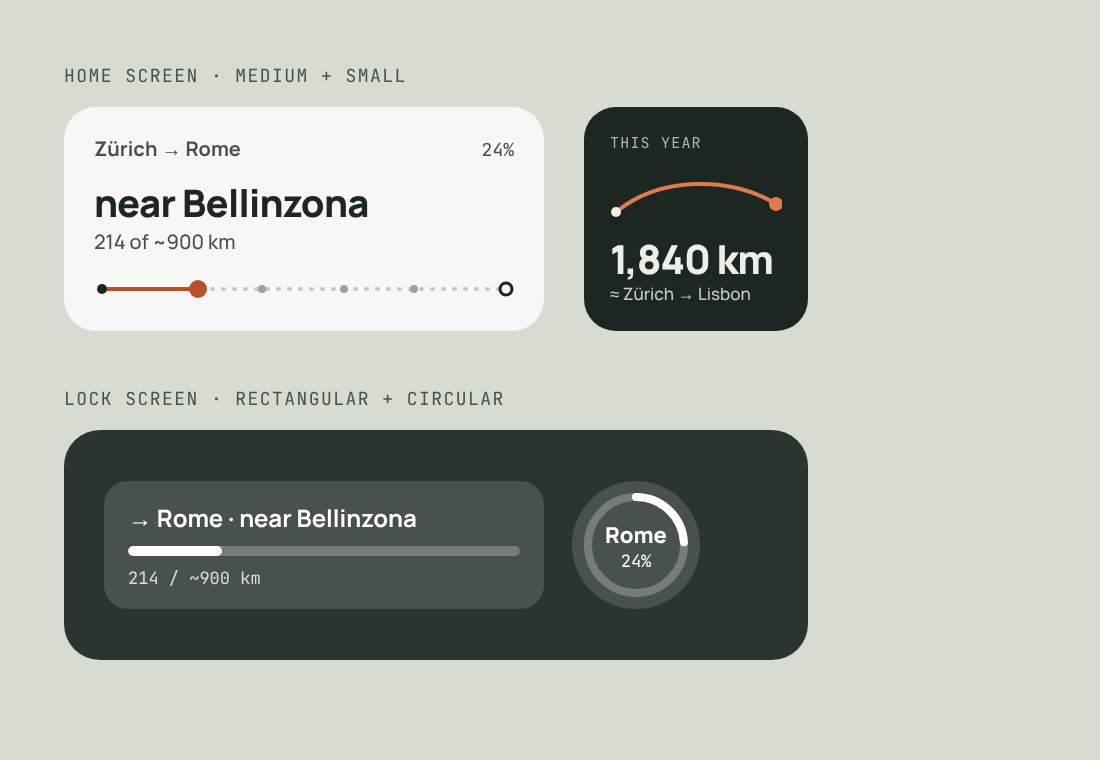 HOME SCREEN · MEDIUM + SMALL
Zürich → Rome 24%
near Bellinzona
214 of ~900 km
THIS YEAR
1,840 km
≈ Zürich → Lisbon
LOCK SCREEN · RECTANGULAR + CIRCULAR
→ Rome · near Bellinzona
214 / ~900 km
Rome
24%